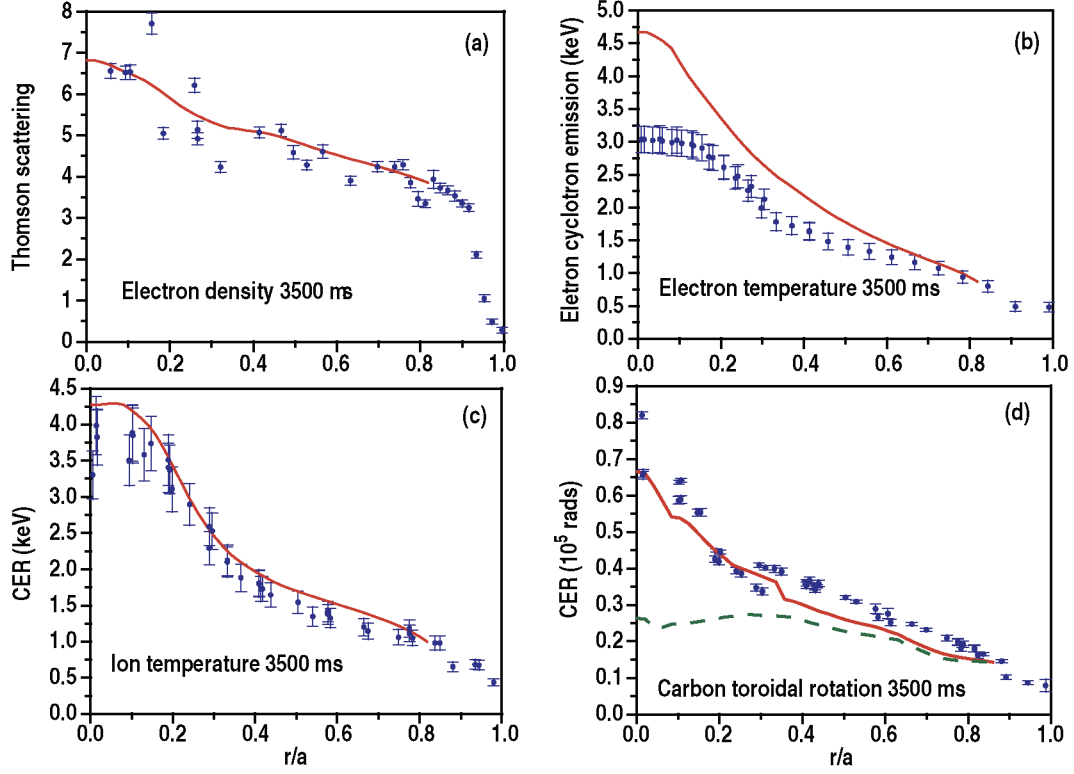 (a)
Thomson scattering
8
7
6
5
4
3
2
1
0
Electron density 3500 ms
0.0 0.2 0.4 0.6 0.8 1.0
(b)
Eletron cyclotron emission (keV)
5.0
4.5
4.0
3.5
3.0
2.5
2.0
1.5
1.0
0.5
0.0
Electron temperature 3500 ms
0.0 0.2 0.4 0.6 0.8 1.0
(c)
CER (keV)
4.5
4.0
3.5
3.0
2.5
2.0
1.5
1.0
0.5
0.0
Ion temperature 3500 ms
0.0 0.2 0.4 0.6 0.8 1.0
r/a
(d)
CER (10⁵ rads)
0.9
0.8
0.7
0.6
0.5
0.4
0.3
0.2
0.1
0.0
Carbon toroidal rotation 3500 ms
0.0 0.2 0.4 0.6 0.8 1.0
r/a